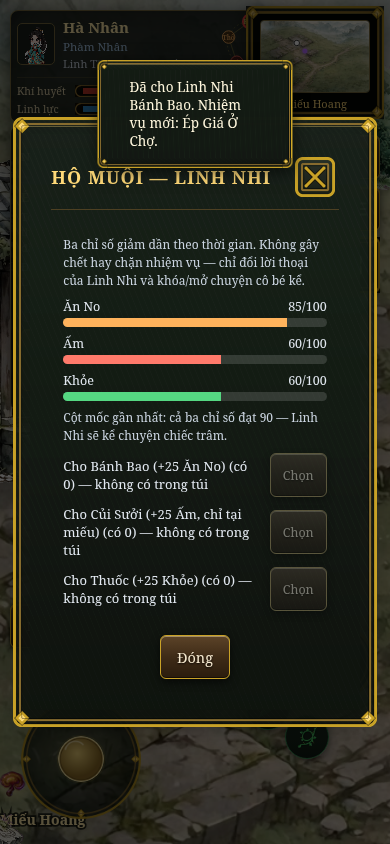 Hà Nhân
Phàm Nhân
Linh
Khí huyết
Linh lực
Đã cho Linh Nhi
Bánh Bao. Nhiệm
vụ mới: Ép Giá Ở
Chợ.
HỘ MUỘI — LINH NHI
Ba chỉ số giảm dần theo thời gian. Không gây
chết hay chặn nhiệm vụ — chỉ đổi lời thoại
của Linh Nhi và khóa/mở chuyện cô bé kể.
Ăn No 85/100
Ấm 60/100
Khỏe 60/100
Cột mốc gần nhất: cả ba chỉ số đạt 90 — Linh
Nhi sẽ kể chuyện chiếc trâm.
Cho Bánh Bao (+25 Ăn No) (có
0) — không có trong túi
Chọn
Cho Củi Sưởi (+25 Ấm, chỉ tại
miếu) (có 0) — không có trong
túi
Chọn
Cho Thuốc (+25 Khỏe) (có 0) —
không có trong túi
Chọn
Đóng
Miếu Hoang